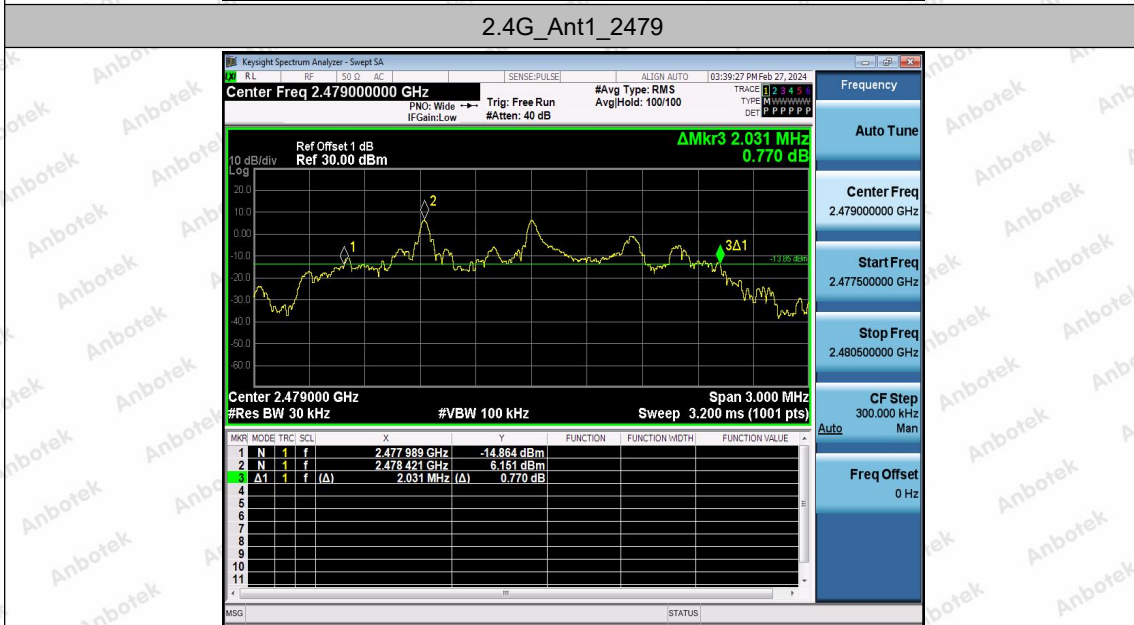 2.4G_Ant1_2479
Keysight Spectrum Analyzer - Swept SA
LXI RL RF 50 Ω AC SENSE:PULSE ALIGN AUTO 03:39:27 PM Feb 27, 2024
Center Freq 2.479000000 GHz
PNO: Wide
IFGain:Low
Trig: Free Run
#Atten: 40 dB
#Avg Type: RMS
Avg|Hold: 100/100
TRACE 1 2 3 4 5 6
TYPE M WWWWW
DET P P P P P P
Frequency
Auto Tune
Center Freq
2.479000000 GHz
Start Freq
2.477500000 GHz
Stop Freq
2.480500000 GHz
CF Step
300.000 kHz
Auto Man
Freq Offset
0 Hz
ΔMkr3 2.031 MHz
0.770 dB
Ref Offset 1 dB
10 dB/div Ref 30.00 dBm
Log
20.0
10.0
0.00
-10.0
-20.0
-30.0
-40.0
-50.0
-60.0
1
2
3Δ1
-13.85 dBm
Center 2.479000 GHz Span 3.000 MHz
#Res BW 30 kHz #VBW 100 kHz Sweep 3.200 ms (1001 pts)
MKR MODE TRC SCL X Y FUNCTION FUNCTION WIDTH FUNCTION VALUE
1 N 1 f 2.477 989 GHz -14.864 dBm
2 N 1 f 2.478 421 GHz 6.151 dBm
3 Δ1 1 f (Δ) 2.031 MHz (Δ) 0.770 dB
4
5
6
7
8
9
10
11
MSG STATUS
Anbotek